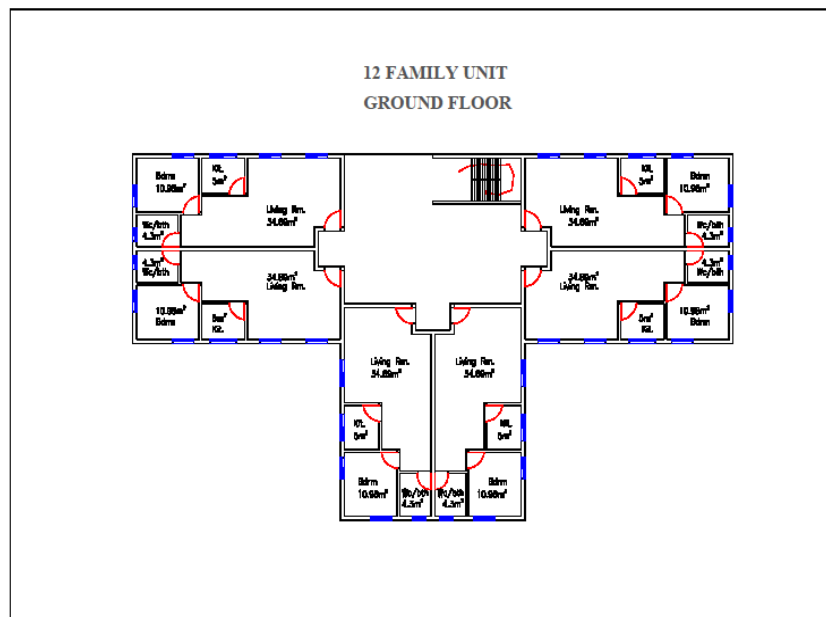 12 FAMILY UNIT
GROUND FLOOR
Bdrm
10.98m²
Kit.
5m²
Living Rm.
34.69m²
Wc/bth
4.3m²
4.3m²
Wc/bth
34.69m²
Living Rm.
10.98m²
Bdrm
5m²
Kit.
Living Rm.
34.69m²
Kit.
5m²
Bdrm
10.98m²
Wc/bth
4.3m²
34.69m²
Living Rm.
4.3m²
Wc/bth
5m²
Kit.
10.98m²
Bdrm
Living Rm.
34.69m²
Living Rm.
34.69m²
Kit.
5m²
Kit.
5m²
Bdrm
10.98m²
Wc/bth
4.3m²
Wc/bth
4.3m²
Bdrm
10.98m²